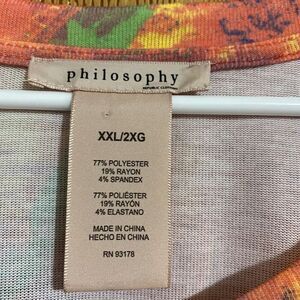 philosophy
REPUBLIC CLOTHING
XXL/2XG
77% POLYESTER
19% RAYON
4% SPANDEX
77% POLIÉSTER
19% RAYÓN
4% ELASTANO
MADE IN CHINA
HECHO EN CHINA
RN 93178